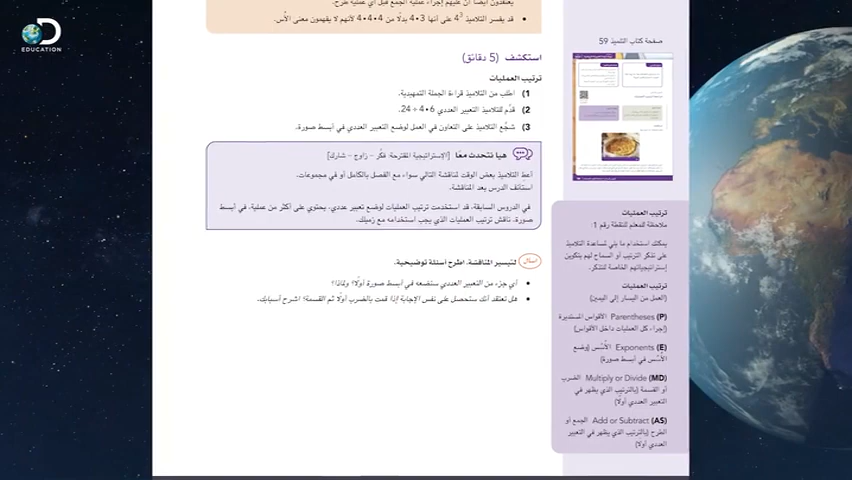 EDUCATION
يعتقدون أيضًا أن عليهم إجراء عملية الجمع قبل أي عملية طرح.
• قد يفسر التلاميذ 4³ على أنها 3•4 بدلًا من 4•4•4 لأنهم لا يفهمون معنى الأُس.
استكشف (5 دقائق)
ترتيب العمليات
1) اطلب من التلاميذ قراءة الجملة التمهيدية.
2) قدِّم للتلاميذ التعبير العددي 6•4 ÷ 24.
3) شجِّع التلاميذ على التعاون في العمل لوضع التعبير العددي في أبسط صورة.
هيا نتحدث معًا [الإستراتيجية المقترحة: فكِّر – زاوج – شارك]
أعطِ التلاميذ بعض الوقت لمناقشة التالي سواء مع الفصل بالكامل أو في مجموعات.
استأنف الدرس بعد المناقشة.
في الدروس السابقة، قد استخدمت ترتيب العمليات لوضع تعبير عددي، يحتوي على أكثر من عملية، في أبسط
صورة. ناقش ترتيب العمليات الذي يجب استخدامه مع زميلك.
اسأل لتيسير المناقشة، اطرح أسئلة توضيحية.
• أي جزء من التعبير العددي ستضعه في أبسط صورة أولًا؟ ولماذا؟
• هل تعتقد أنك ستحصل على نفس الإجابة إذا قمت بالضرب أولًا ثم القسمة؟ اشرح أسبابك.
صفحة كتاب التلميذ 59
ترتيب العمليات
ملاحظة للمعلم للنقطة رقم 1:
يمكنك استخدام ما يلي لمساعدة التلاميذ
على تذكر الترتيب أو السماح لهم بتكوين
إستراتيجياتهم الخاصة للتذكر.
ترتيب العمليات
(العمل من اليسار إلى اليمين)
(P) Parentheses الأقواس المستديرة
(إجراء كل العمليات داخل الأقواس)
(E) Exponents الأُسُس (وضع
الأُسُس في أبسط صورة)
(MD) Multiply or Divide الضرب
أو القسمة (بالترتيب الذي يظهر في
التعبير العددي أولًا)
(AS) Add or Subtract الجمع أو
الطرح (بالترتيب الذي يظهر في التعبير
العددي أولًا)